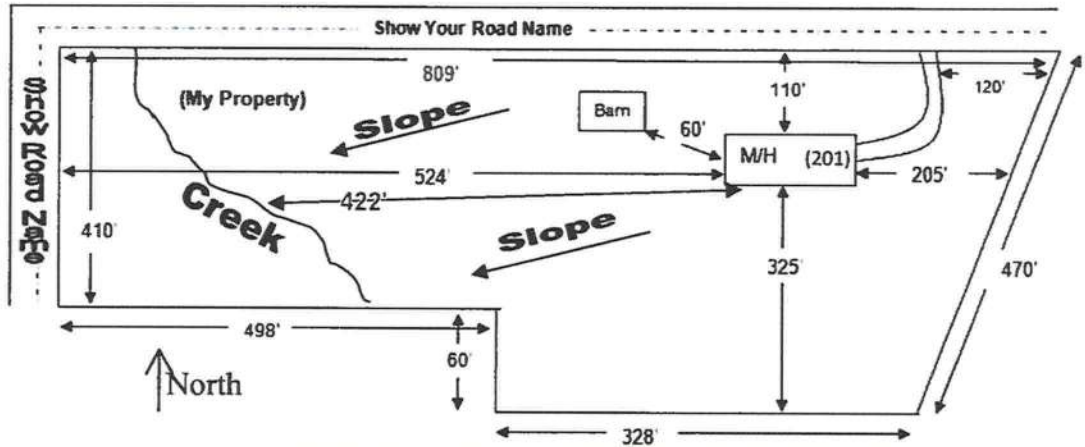 Show Your Road Name
Show Road Name
809'
(My Property)
Slope
Barn
110'
120'
60'
M/H (201)
524'
205'
422'
Creek
410'
Slope
325'
470'
498'
60'
North
328'